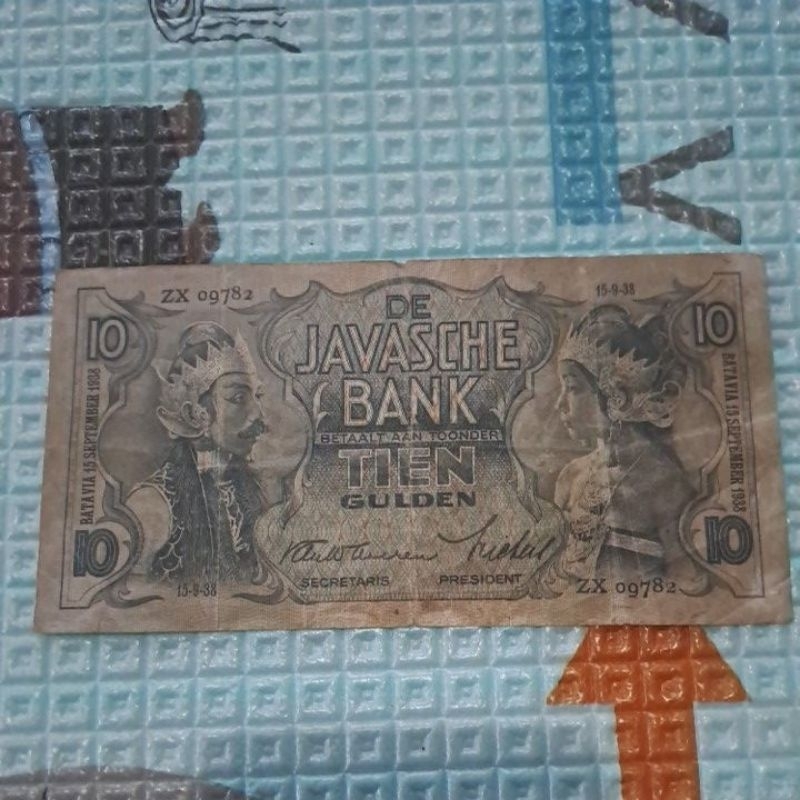 ZX 09782
15-9-38
10
10
DE
JAVASCHE
BANK
BETAALT AAN TOONDER
TIEN
GULDEN
BATAVIA 15 SEPTEMBER 1938
BATAVIA 15 SEPTEMBER 1938
10
10
SECRETARIS
PRESIDENT
15-9-38
ZX 09782